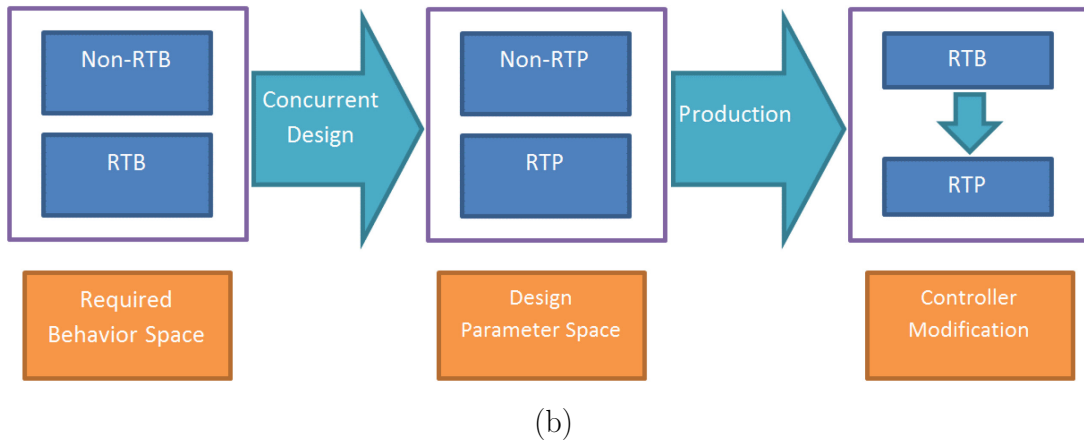 Non-RTB
RTB
Concurrent
Design
Non-RTP
RTP
Production
RTB
RTP
Required
Behavior Space
Design
Parameter Space
Controller
Modification
(b)